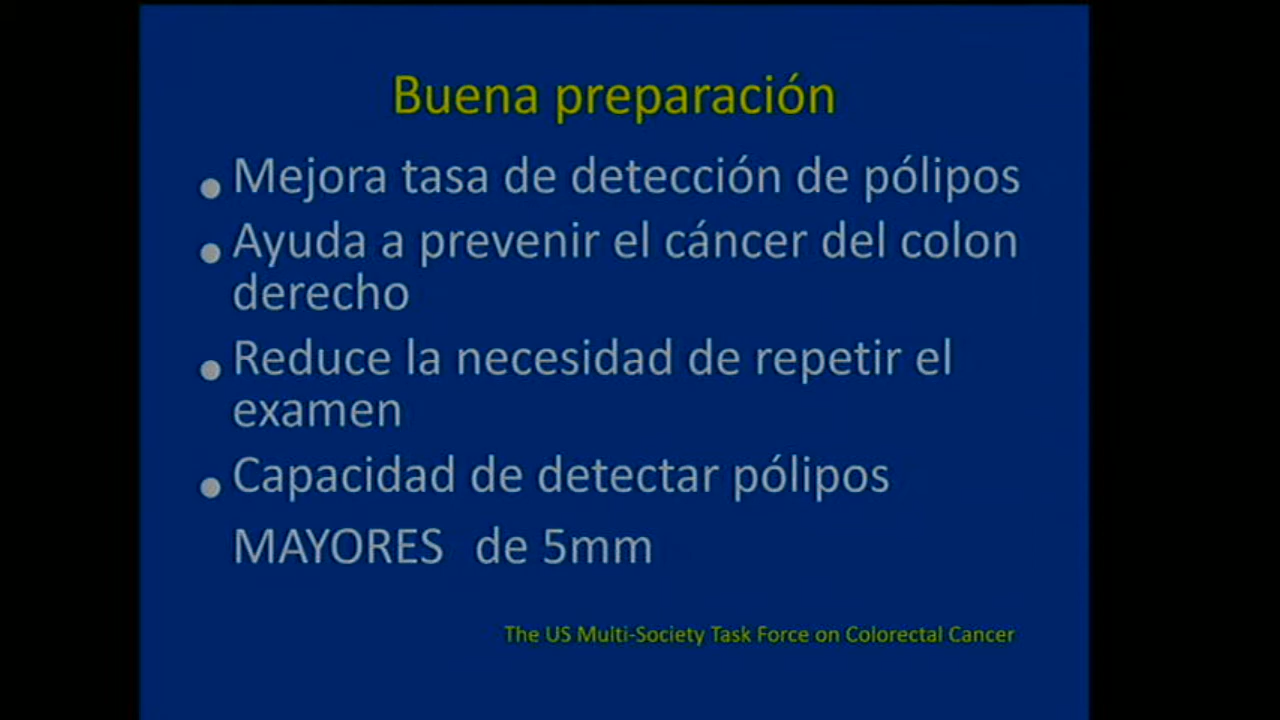 Buena preparación
• Mejora tasa de detección de pólipos
• Ayuda a prevenir el cáncer del colon
derecho
• Reduce la necesidad de repetir el
examen
• Capacidad de detectar pólipos
MAYORES de 5mm
The US Multi-Society Task Force on Colorectal Cancer